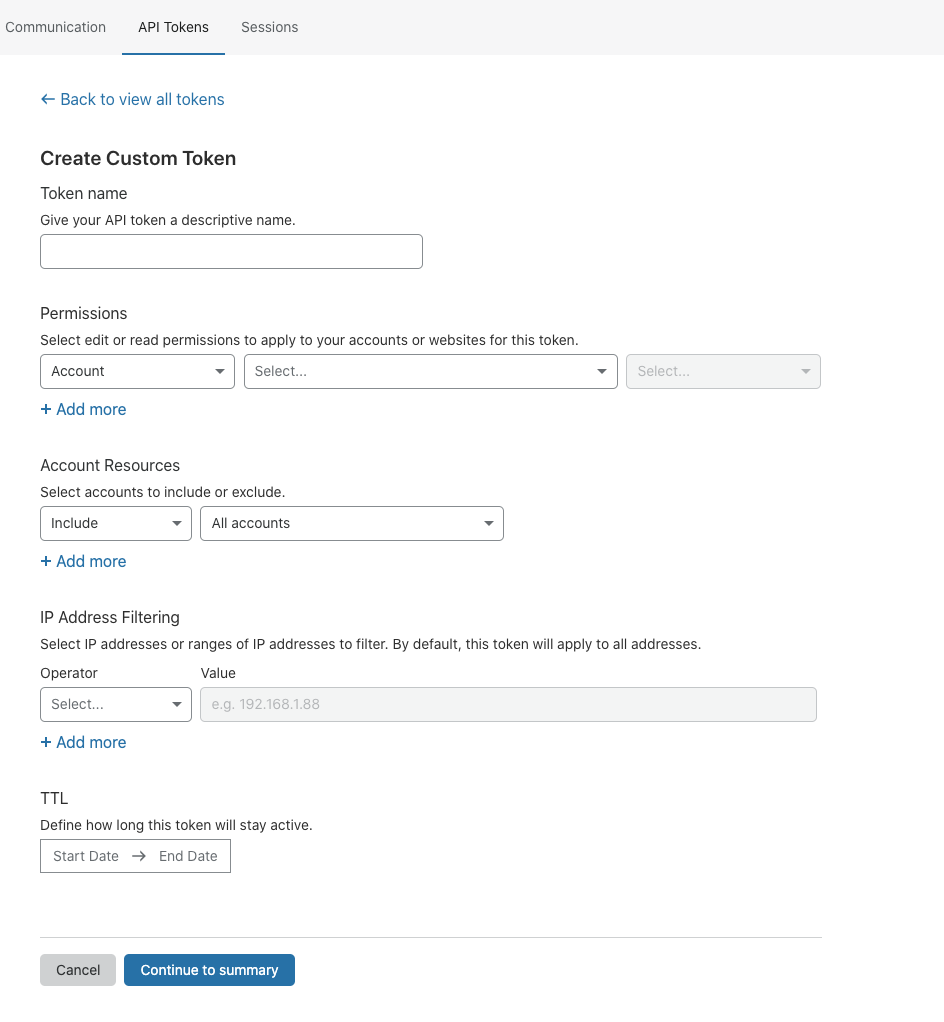 Communication API Tokens Sessions
← Back to view all tokens
Create Custom Token
Token name
Give your API token a descriptive name.
Permissions
Select edit or read permissions to apply to your accounts or websites for this token.
Account Select... Select...
+ Add more
Account Resources
Select accounts to include or exclude.
Include All accounts
+ Add more
IP Address Filtering
Select IP addresses or ranges of IP addresses to filter. By default, this token will apply to all addresses.
Operator Value
Select... e.g. 192.168.1.88
+ Add more
TTL
Define how long this token will stay active.
Start Date → End Date
Cancel Continue to summary